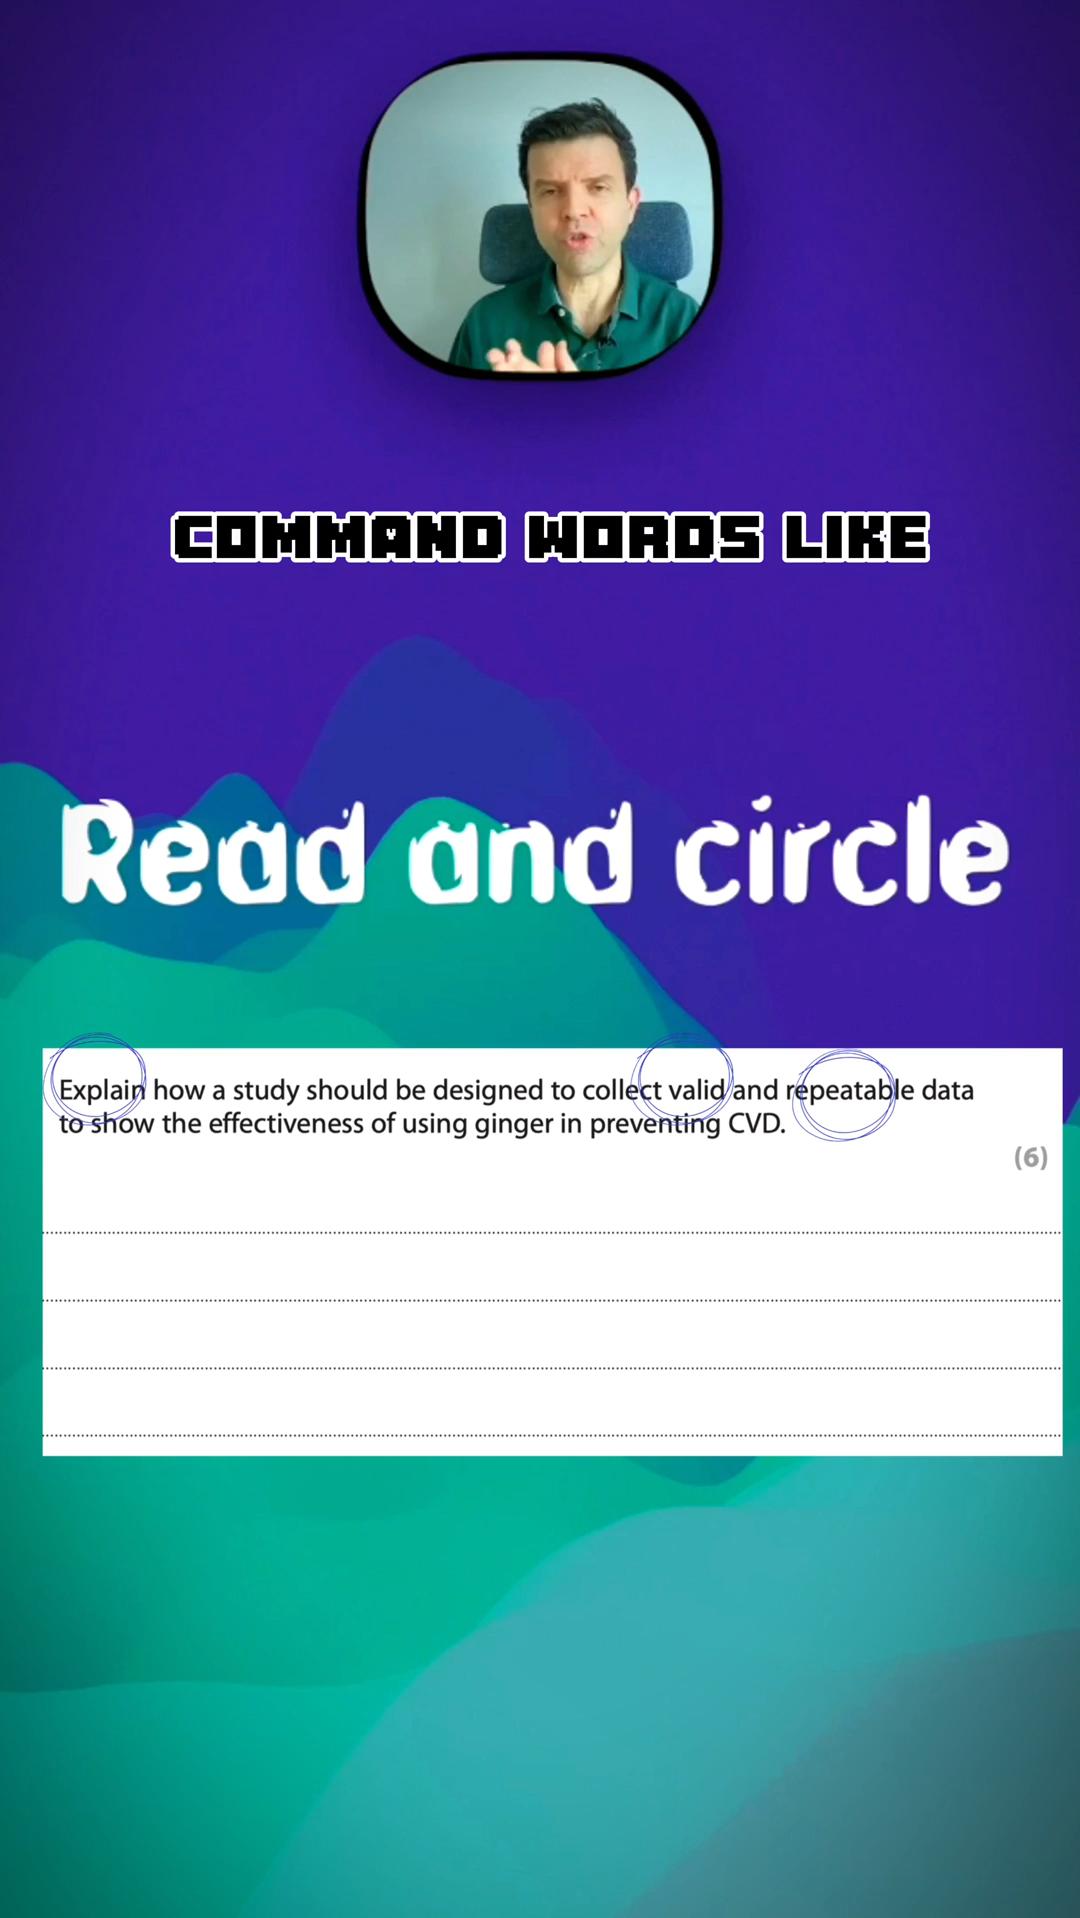 COMMAND WORDS LIKE
Read and circle
Explain how a study should be designed to collect valid and repeatable data
to show the effectiveness of using ginger in preventing CVD.
(6)